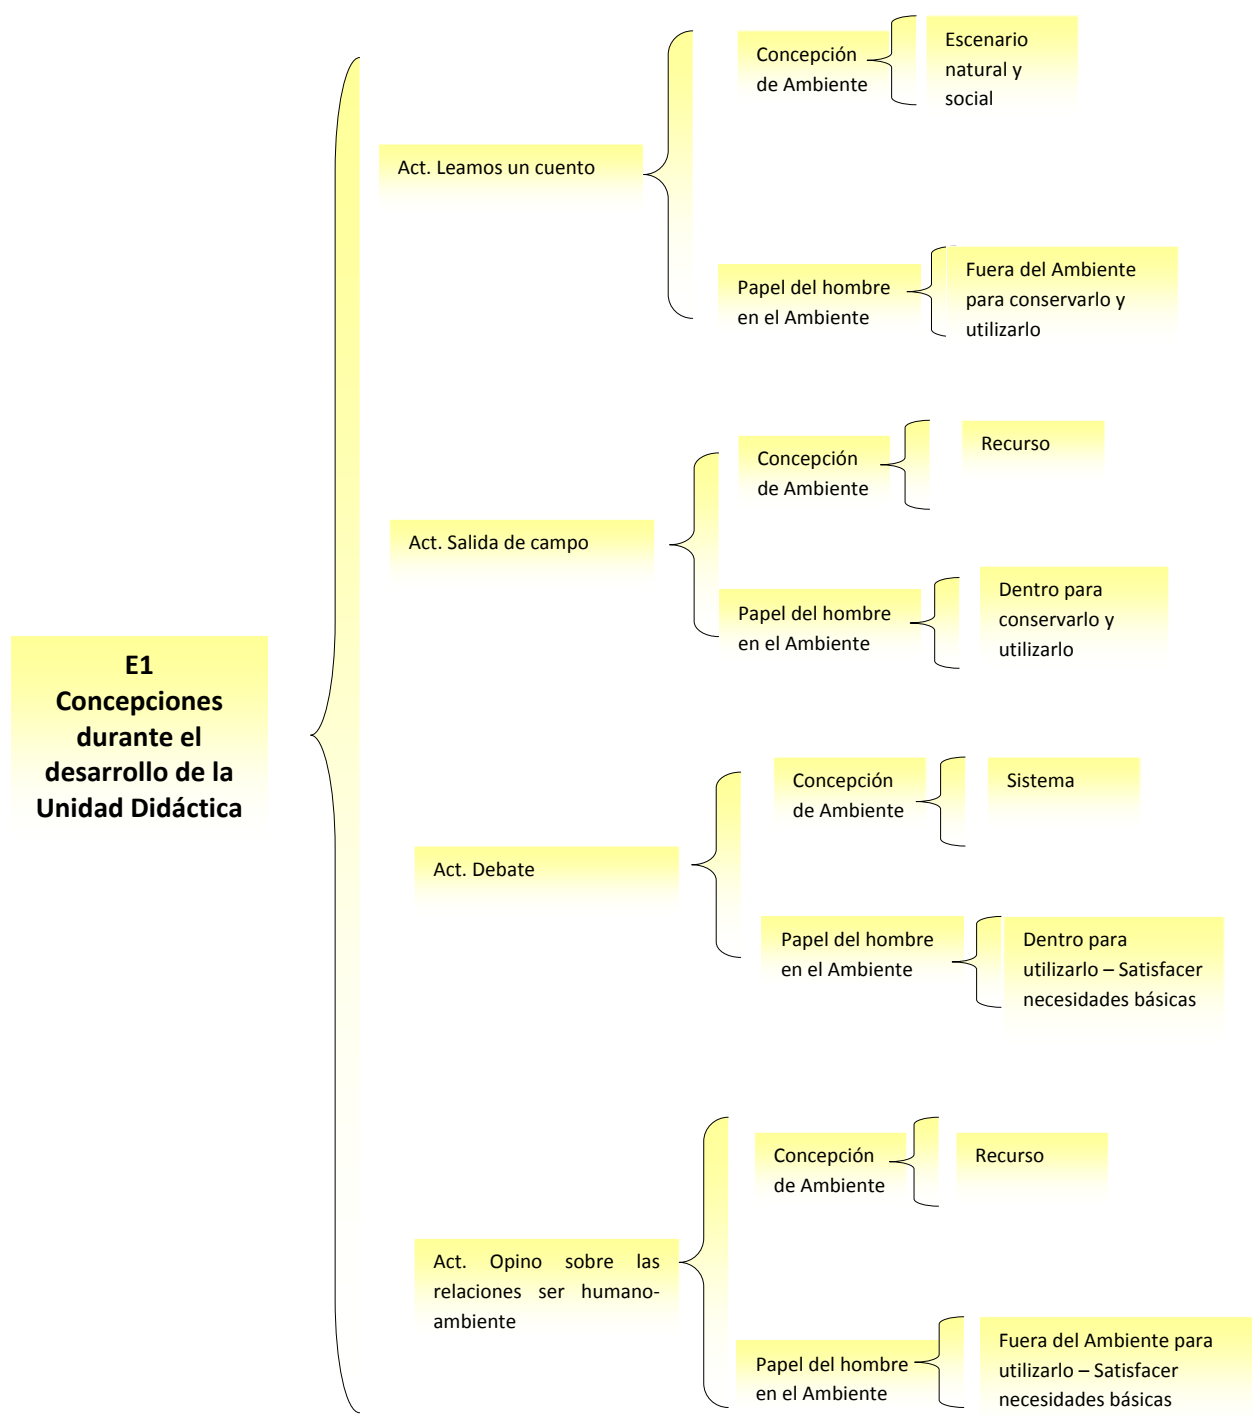 E1
Concepciones
durante el
desarrollo de la
Unidad Didáctica
Act. Leamos un cuento
Concepción
de Ambiente
Escenario
natural y
social
Papel del hombre
en el Ambiente
Fuera del Ambiente
para conservarlo y
utilizarlo
Act. Salida de campo
Concepción
de Ambiente
Recurso
Papel del hombre
en el Ambiente
Dentro para
conservarlo y
utilizarlo
Act. Debate
Concepción
de Ambiente
Sistema
Papel del hombre
en el Ambiente
Dentro para
utilizarlo – Satisfacer
necesidades básicas
Act. Opino sobre las
relaciones ser humano-
ambiente
Concepción
de Ambiente
Recurso
Papel del hombre
en el Ambiente
Fuera del Ambiente para
utilizarlo – Satisfacer
necesidades básicas